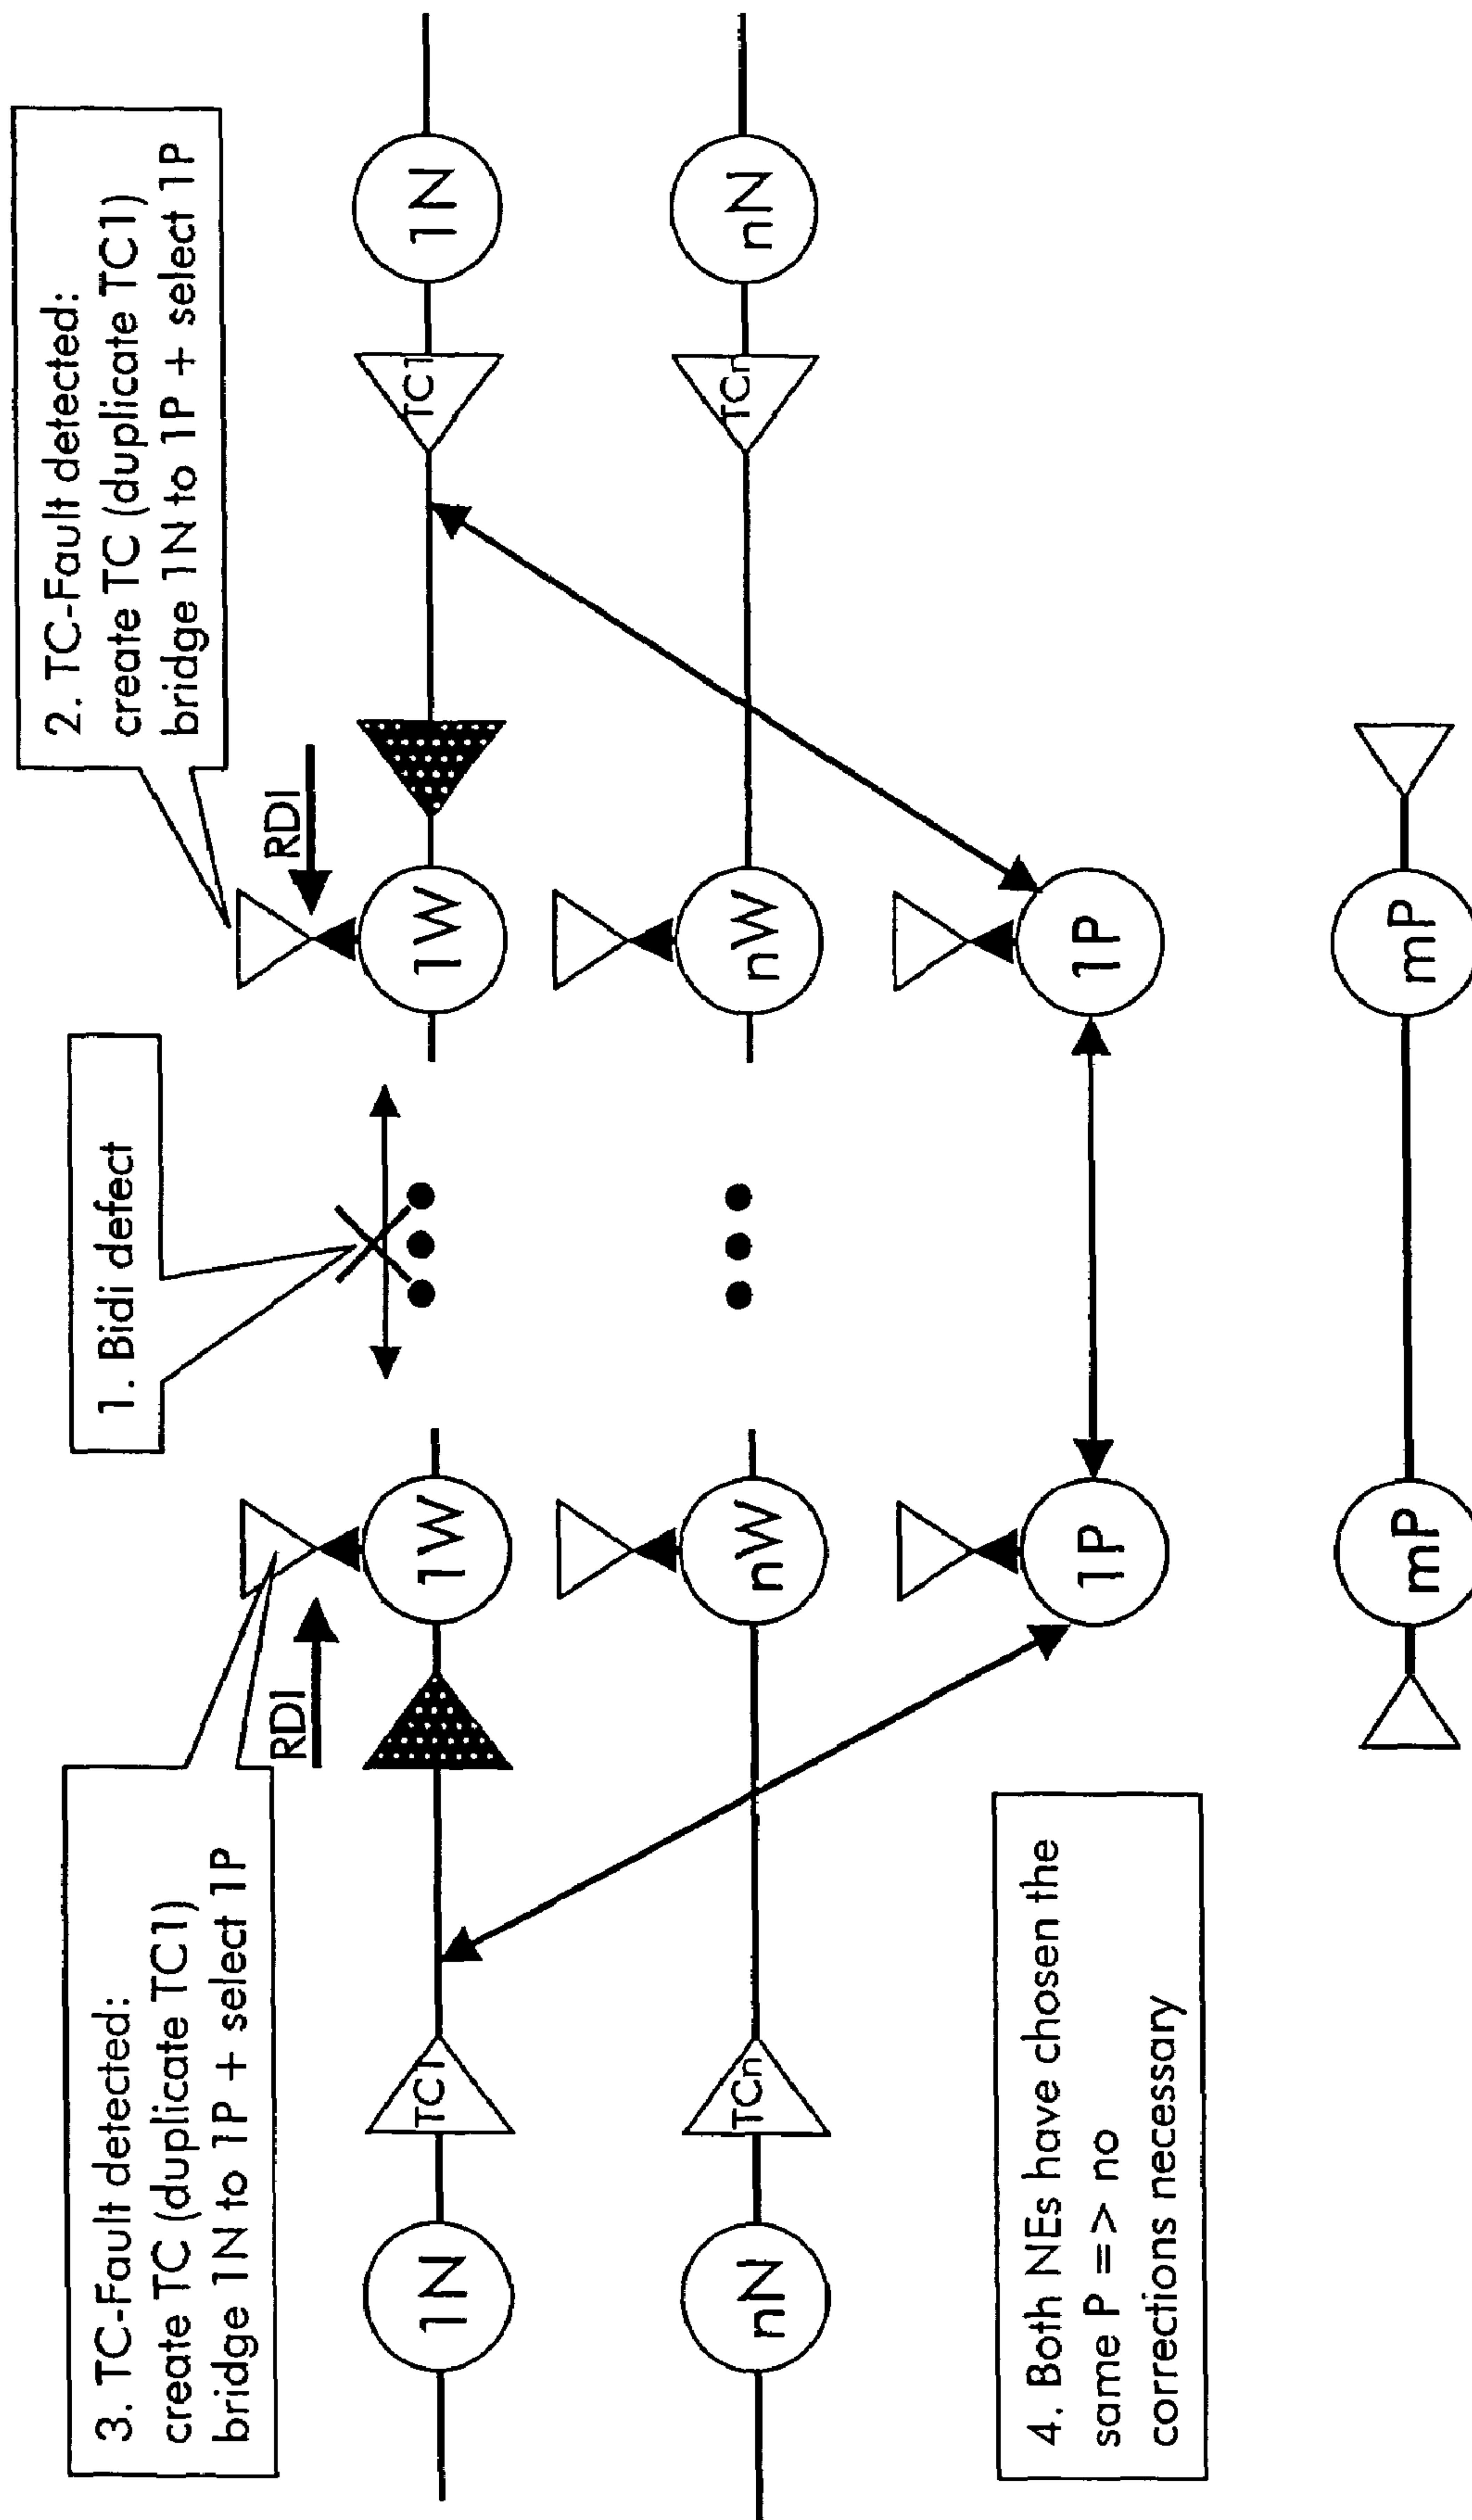 3. TC-Fault detected:
create TC (duplicate TC1)
bridge 1N to 1P + select 1P
1. Bidi defect
2. TC-Fault detected:
create TC (duplicate TC1)
bridge 1N to 1P + select 1P
RDI
RDI
1N
TC1
1W
1W
TC1
1N
nN
TCn
nW
nW
TCn
nN
4. Both NEs have chosen the
same P = > no
corrections necessary
1P
1P
mP
mP